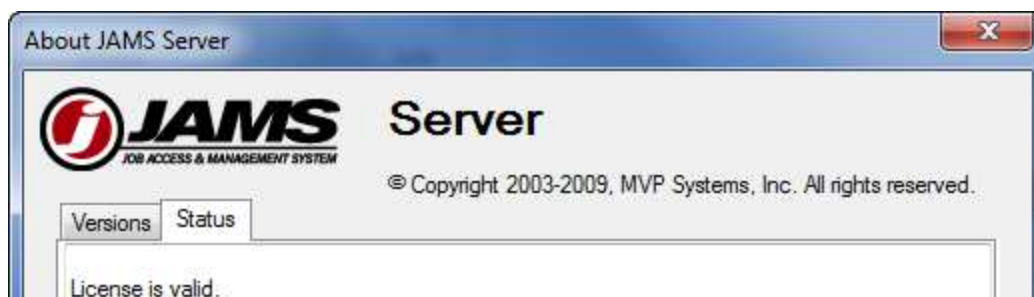 About JAMS Server
JAMS
JOB ACCESS & MANAGEMENT SYSTEM
Server
© Copyright 2003-2009, MVP Systems, Inc. All rights reserved.
Versions Status
License is valid.